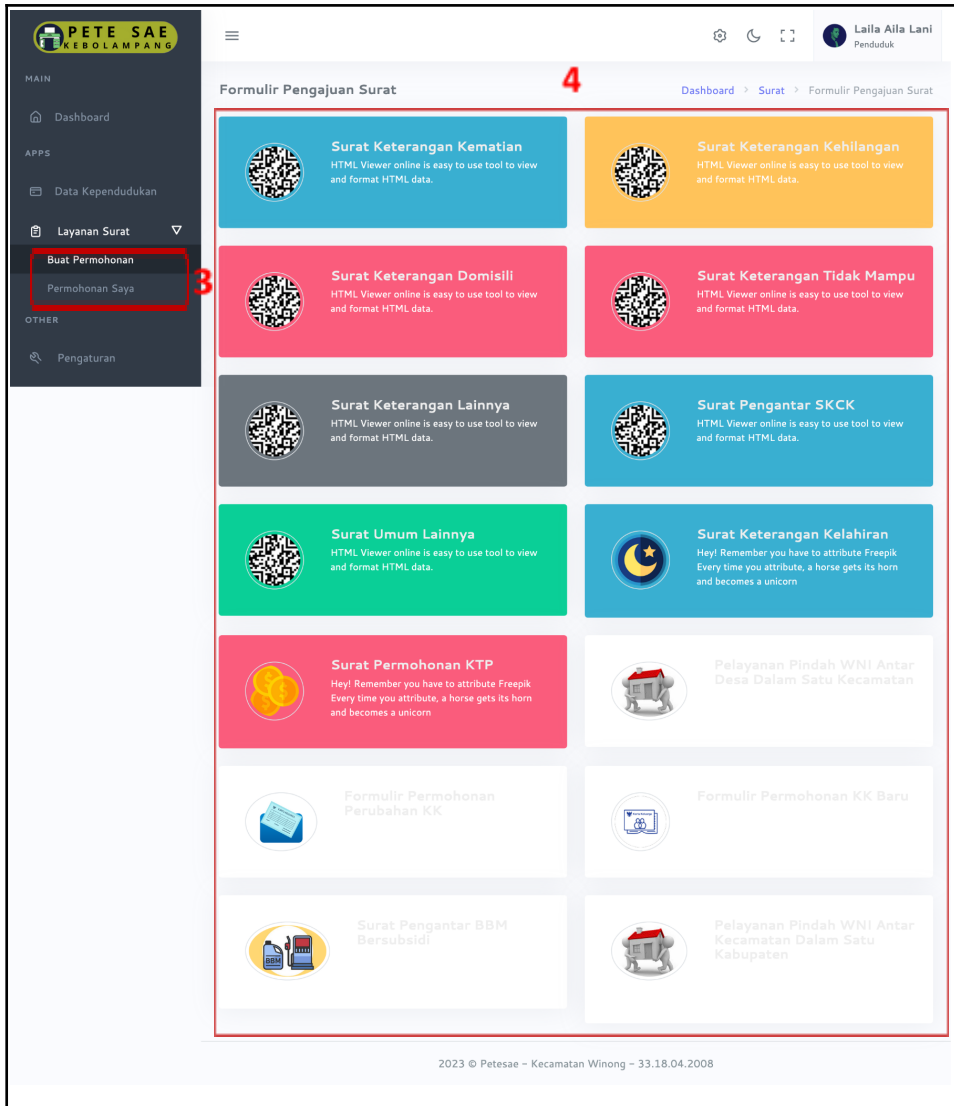 PETE SAE
KEBOLAMPANG
Laila Aila Lani
Penduduk
MAIN
Dashboard
APPS
Data Kependudukan
Layanan Surat
Buat Permohonan
Permohonan Saya
3
OTHER
Pengaturan
Formulir Pengajuan Surat
4
Dashboard > Surat > Formulir Pengajuan Surat
Surat Keterangan Kematian
HTML Viewer online is easy to use tool to view
and format HTML data.
Surat Keterangan Kehilangan
HTML Viewer online is easy to use tool to view
and format HTML data.
Surat Keterangan Domisili
HTML Viewer online is easy to use tool to view
and format HTML data.
Surat Keterangan Tidak Mampu
HTML Viewer online is easy to use tool to view
and format HTML data.
Surat Keterangan Lainnya
HTML Viewer online is easy to use tool to view
and format HTML data.
Surat Pengantar SKCK
HTML Viewer online is easy to use tool to view
and format HTML data.
Surat Umum Lainnya
HTML Viewer online is easy to use tool to view
and format HTML data.
Surat Keterangan Kelahiran
Hey! Remember you have to attribute Freepik
Every time you attribute, a horse gets its horn
and becomes a unicorn
Surat Permohonan KTP
Hey! Remember you have to attribute Freepik
Every time you attribute, a horse gets its horn
and becomes a unicorn
Pelayanan Pindah WNI Antar
Desa Dalam Satu Kecamatan
Formulir Permohonan
Perubahan KK
Formulir Permohonan KK Baru
BBM
Surat Pengantar BBM
Bersubsidi
Pelayanan Pindah WNI Antar
Kecamatan Dalam Satu
Kabupaten
2023 © Petesae - Kecamatan Winong - 33.18.04.2008